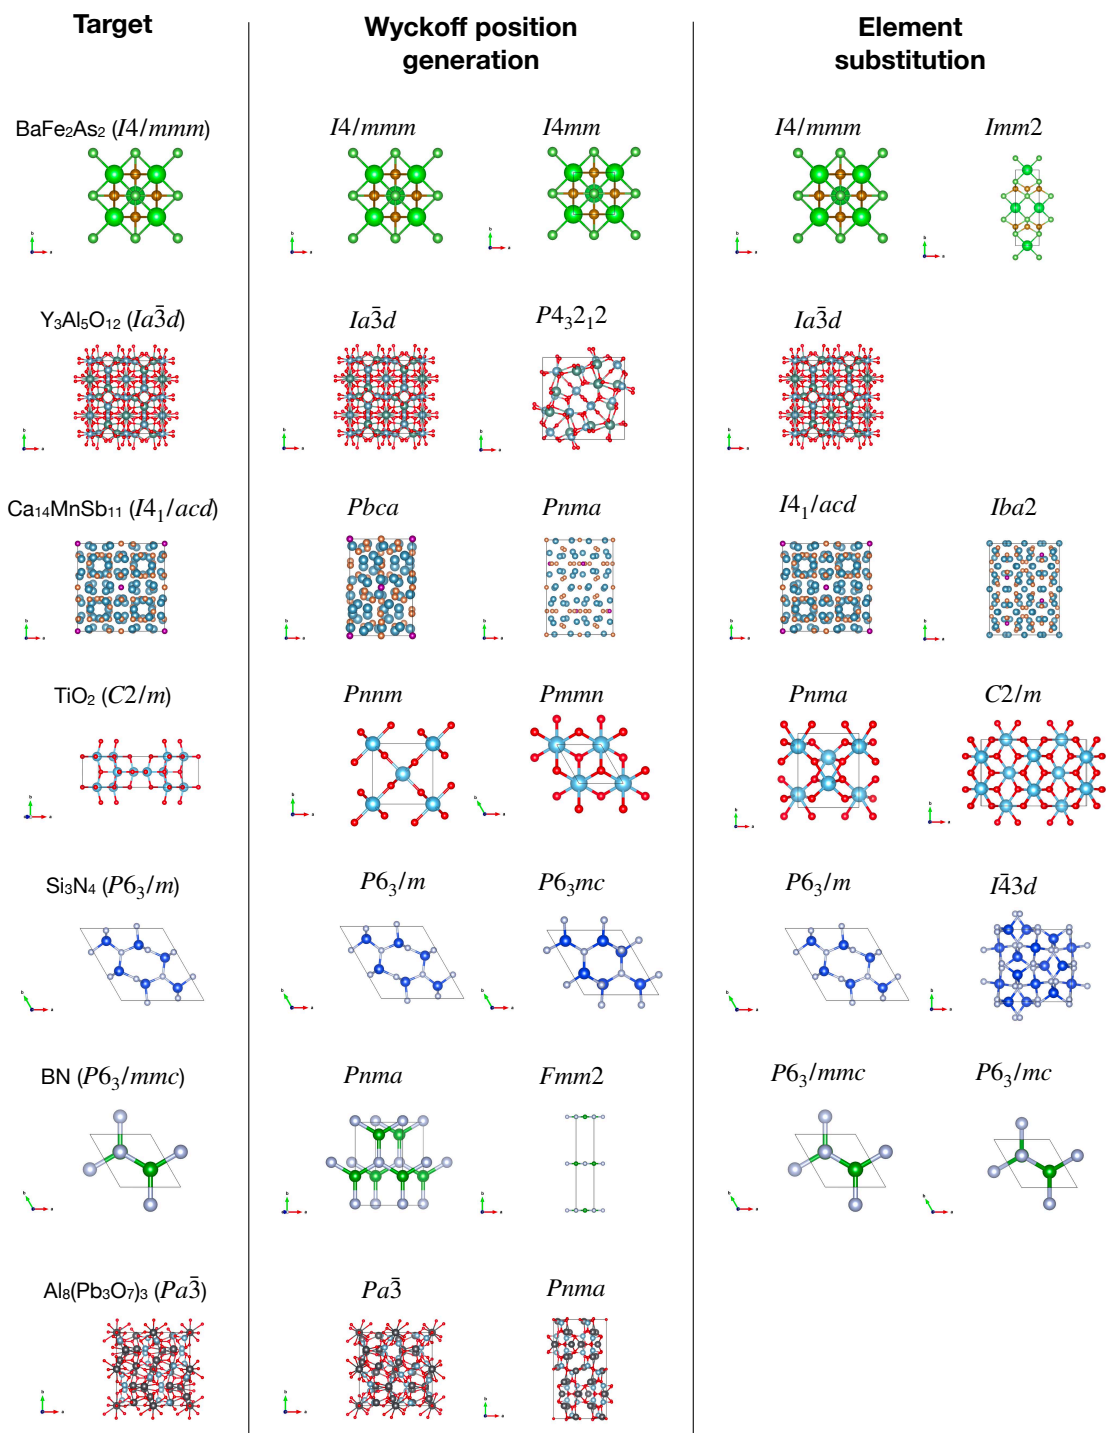 Target
Wyckoff position
generation
Element
substitution
BaFe₂As₂ (I4/mmm)
I4/mmm
I4mm
I4/mmm
Imm2
Y₃Al₅O₁₂ (Ia3̄d)
Ia3̄d
P4₃2₁2
Ia3̄d
Ca₁₄MnSb₁₁ (I4₁/acd)
Pbca
Pnma
I4₁/acd
Iba2
TiO₂ (C2/m)
Pnnm
Pmmn
Pnma
C2/m
Si₃N₄ (P6₃/m)
P6₃/m
P6₃mc
P6₃/m
I4̄3d
BN (P6₃/mmc)
Pnma
Fmm2
P6₃/mmc
P6₃/mc
Al₈(Pb₃O₇)₃ (Pa3̄)
Pa3̄
Pnma